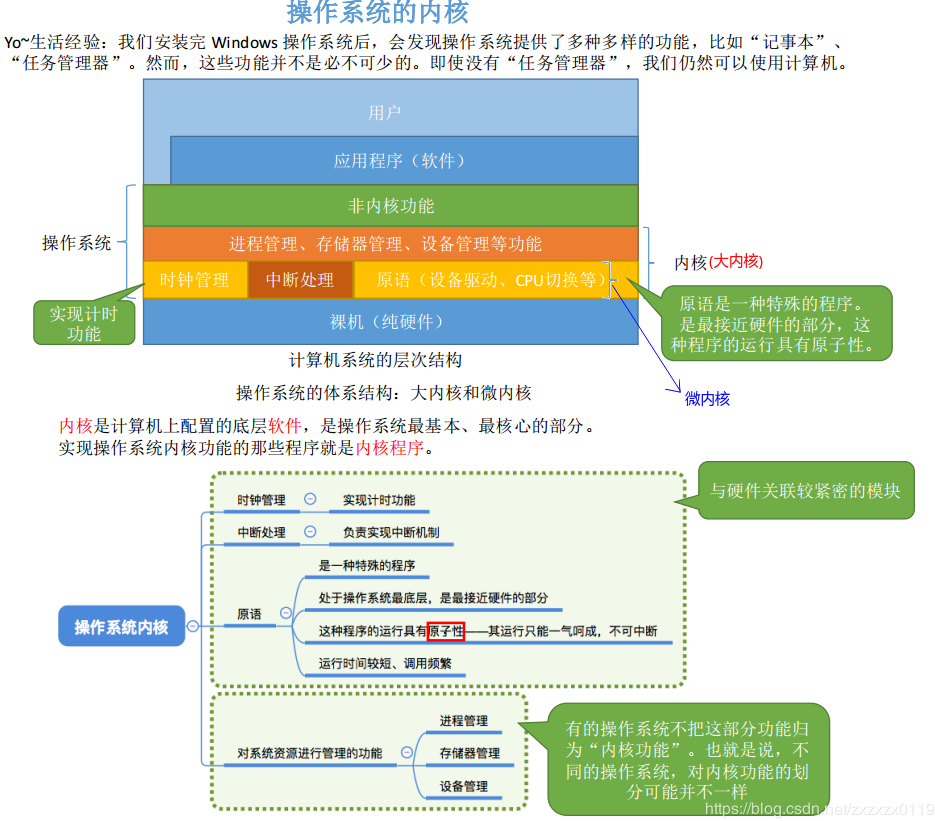 操作系统的内核
Yo~生活经验：我们安装完 Windows 操作系统后，会发现操作系统提供了多种多样的功能，比如“记事本”、
“任务管理器”。然而，这些功能并不是必不可少的。即使没有“任务管理器”，我们仍然可以使用计算机。
用户
应用程序（软件）
非内核功能
操作系统
进程管理、存储器管理、设备管理等功能
内核(大内核)
时钟管理
中断处理
原语（设备驱动、CPU切换等）
实现计时
功能
原语是一种特殊的程序。
是最接近硬件的部分，这
种程序的运行具有原子性。
裸机（纯硬件）
计算机系统的层次结构
微内核
操作系统的体系结构：大内核和微内核
内核是计算机上配置的底层软件，是操作系统最基本、最核心的部分。
实现操作系统内核功能的那些程序就是内核程序。
与硬件关联较紧密的模块
时钟管理
实现计时功能
中断处理
负责实现中断机制
是一种特殊的程序
处于操作系统最底层，是最接近硬件的部分
原语
这种程序的运行具有原子性——其运行只能一气呵成，不可中断
运行时间较短、调用频繁
操作系统内核
进程管理
对系统资源进行管理的功能
存储器管理
设备管理
有的操作系统不把这部分功能归
为“内核功能”。也就是说，不
同的操作系统，对内核功能的划
分可能并不一样
https://blog.csdn.net/zxzxzx0119